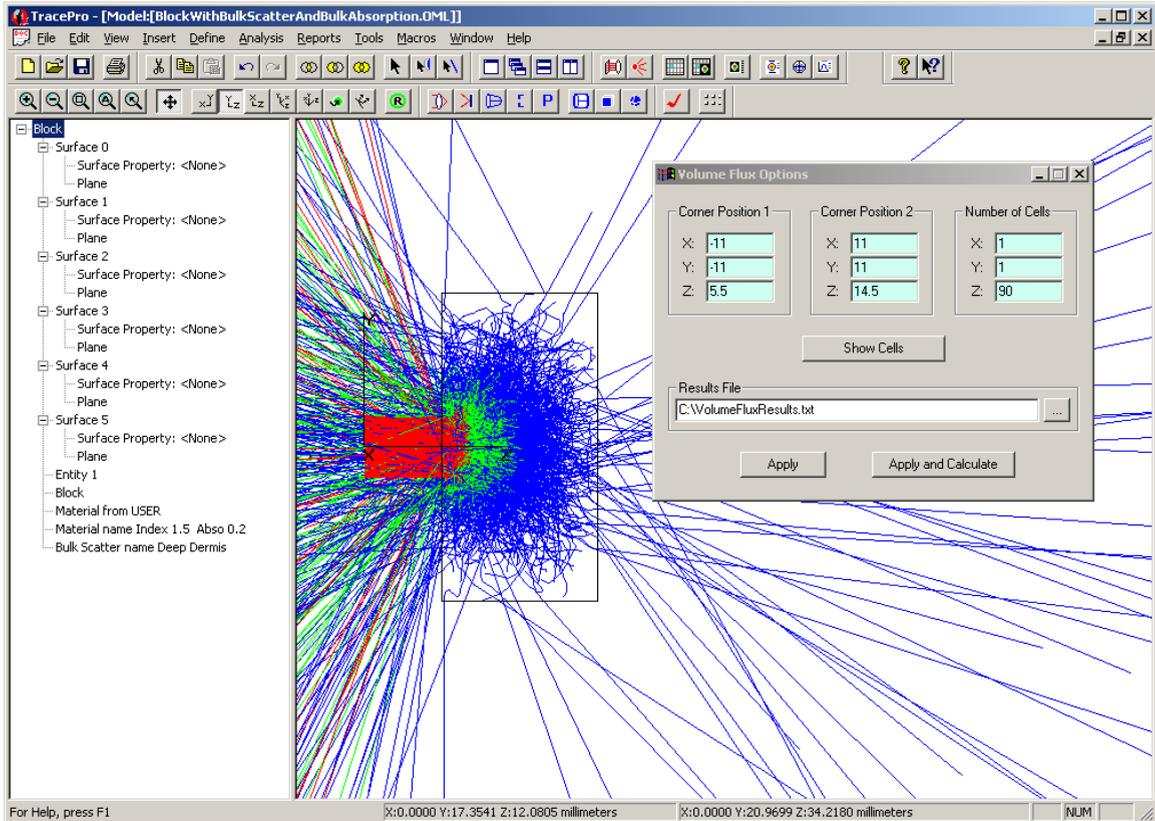 TracePro - [Model:[BlockWithBulkScatterAndBulkAbsorption.OML]]
File Edit View Insert Define Analysis Reports Tools Macros Window Help
Block
Surface 0
Surface Property: <None>
Plane
Surface 1
Surface Property: <None>
Plane
Surface 2
Surface Property: <None>
Plane
Surface 3
Surface Property: <None>
Plane
Surface 4
Surface Property: <None>
Plane
Surface 5
Surface Property: <None>
Plane
Entity 1
Block
Material from USER
Material name Index 1.5 Abso 0.2
Bulk Scatter name Deep Dermis
Y
X
Volume Flux Options
Corner Position 1 Corner Position 2 Number of Cells
X: -11 X: 11 X: 1
Y: -11 Y: 11 Y: 1
Z: 5.5 Z: 14.5 Z: 90
Show Cells
Results File
C:\VolumeFluxResults.txt ...
Apply Apply and Calculate
For Help, press F1 X:0.0000 Y:17.3541 Z:12.0805 millimeters X:0.0000 Y:20.9699 Z:34.2180 millimeters NUM